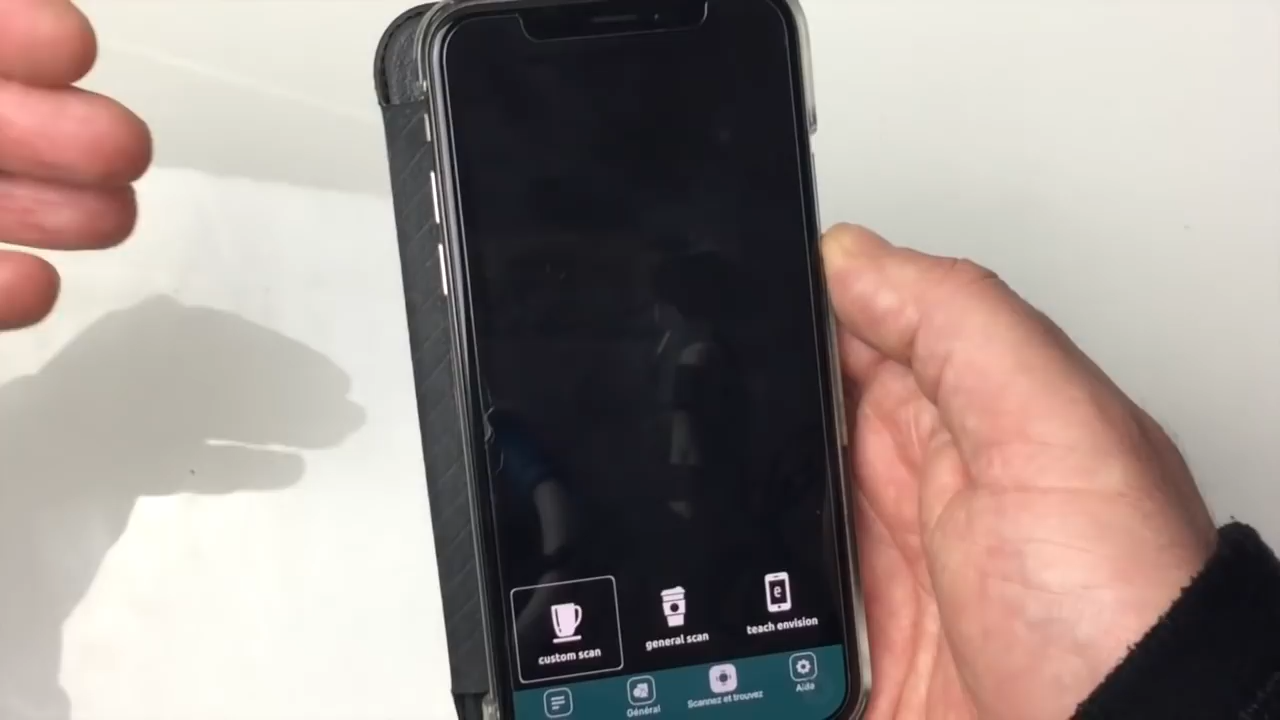 custom scan
general scan
e
teach envision
Général
Scannez et trouvez
Aide